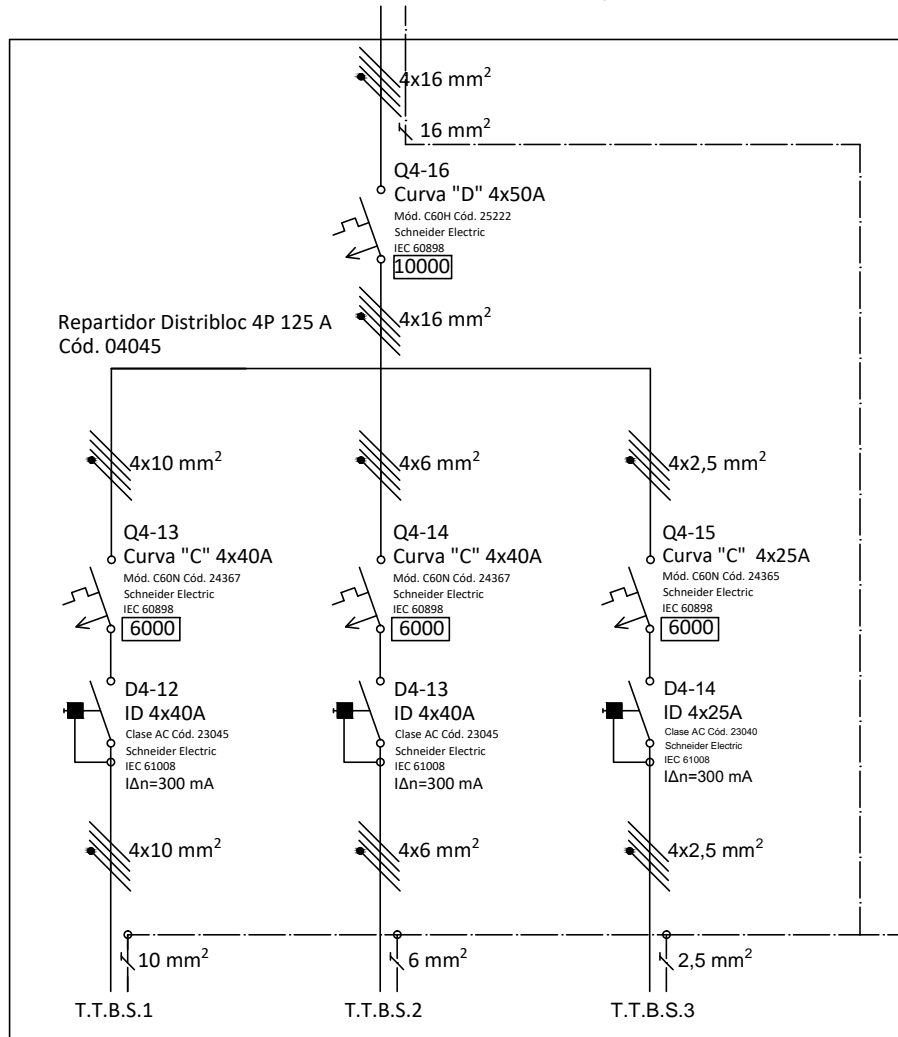 4x16 mm²
16 mm²
Q4-16
Curva "D" 4x50A
Mód. C60H Cód. 25222
Schneider Electric
IEC 60898
10000
Repartidor Distribloc 4P 125 A
Cód. 04045
4x16 mm²
4x10 mm²
4x6 mm²
4x2,5 mm²
Q4-13
Curva "C" 4x40A
Mód. C60N Cód. 24367
Schneider Electric
IEC 60898
6000
Q4-14
Curva "C" 4x40A
Mód. C60N Cód. 24367
Schneider Electric
IEC 60898
6000
Q4-15
Curva "C" 4x25A
Mód. C60N Cód. 24365
Schneider Electric
IEC 60898
6000
D4-12
ID 4x40A
Clase AC Cód. 23045
Schneider Electric
IEC 61008
IΔn=300 mA
D4-13
ID 4x40A
Clase AC Cód. 23045
Schneider Electric
IEC 61008
IΔn=300 mA
D4-14
ID 4x25A
Clase AC Cód. 23040
Schneider Electric
IEC 61008
IΔn=300 mA
4x10 mm²
4x6 mm²
4x2,5 mm²
10 mm²
6 mm²
2,5 mm²
T.T.B.S.1
T.T.B.S.2
T.T.B.S.3